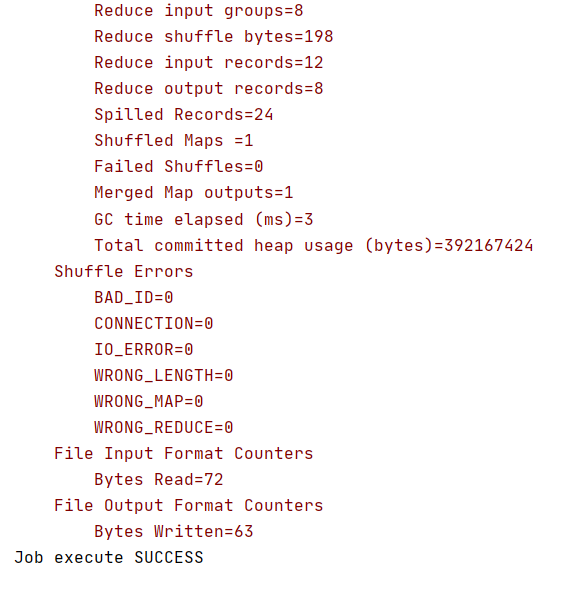 Reduce input groups=8
Reduce shuffle bytes=198
Reduce input records=12
Reduce output records=8
Spilled Records=24
Shuffled Maps =1
Failed Shuffles=0
Merged Map outputs=1
GC time elapsed (ms)=3
Total committed heap usage (bytes)=392167424
Shuffle Errors
BAD_ID=0
CONNECTION=0
IO_ERROR=0
WRONG_LENGTH=0
WRONG_MAP=0
WRONG_REDUCE=0
File Input Format Counters
Bytes Read=72
File Output Format Counters
Bytes Written=63
Job execute SUCCESS